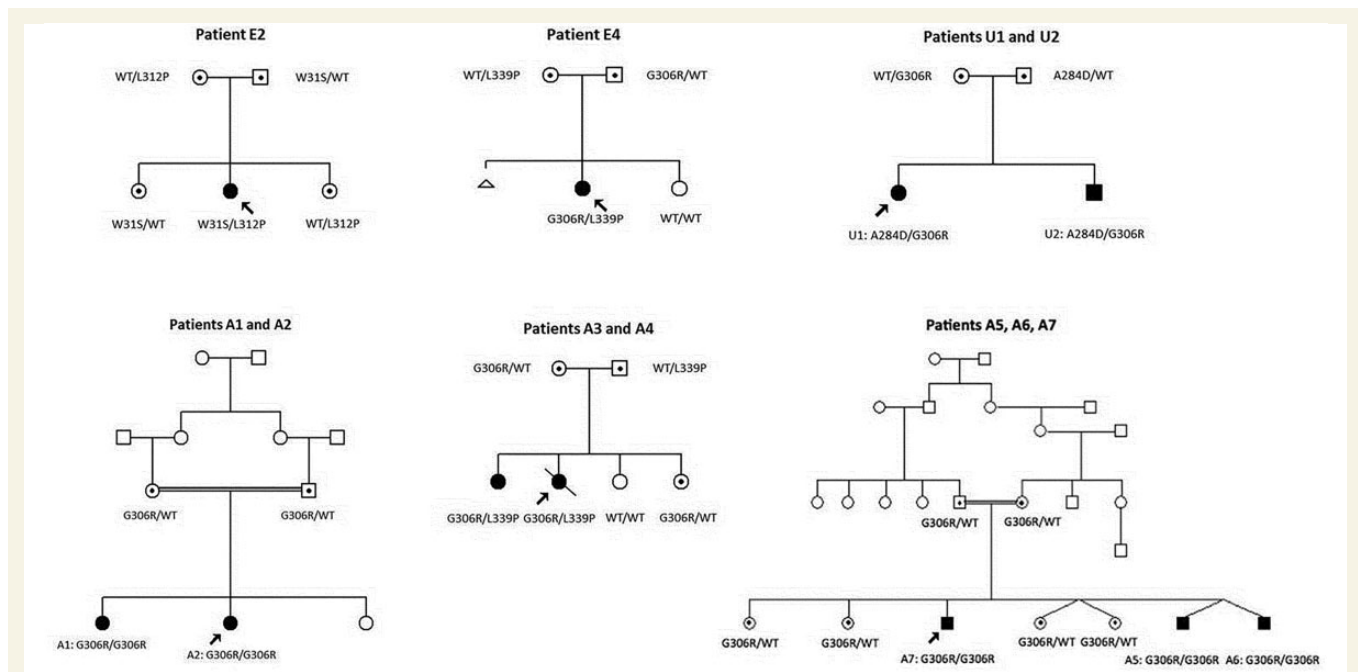 Patient E2
WT/L312P
W31S/WT
W31S/WT
W31S/L312P
WT/L312P
Patient E4
WT/L339P
G306R/WT
G306R/L339P
WT/WT
Patients U1 and U2
WT/G306R
A284D/WT
U1: A284D/G306R
U2: A284D/G306R
Patients A1 and A2
G306R/WT
G306R/WT
A1: G306R/G306R
A2: G306R/G306R
Patients A3 and A4
G306R/WT
WT/L339P
G306R/L339P
G306R/L339P
WT/WT
G306R/WT
Patients A5, A6, A7
G306R/WT
G306R/WT
G306R/WT
G306R/WT
A7: G306R/G306R
G306R/WT
G306R/WT
A5: G306R/G306R
A6: G306R/G306R